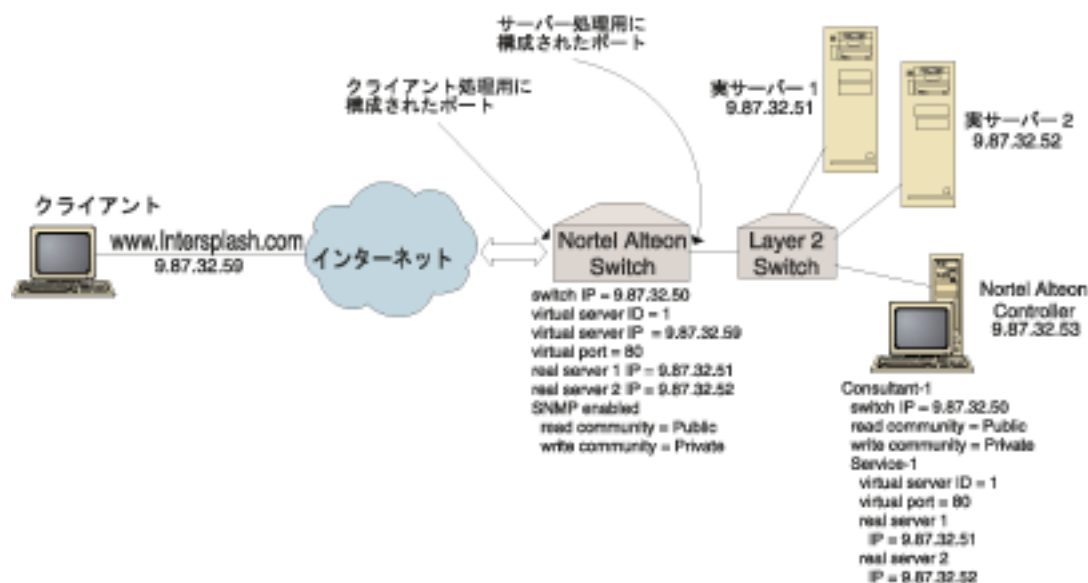 サーバー処理用に
構成されたポート
クライアント処理用に
構成されたポート
実サーバー 1
9.87.32.51
実サーバー 2
9.87.32.52
クライアント
www.Intersplash.com
9.87.32.59
インターネット
Nortel Alteon
Switch
Layer 2
Switch
switch IP = 9.87.32.50
virtual server ID = 1
virtual server IP = 9.87.32.59
virtual port = 80
real server 1 IP = 9.87.32.51
real server 2 IP = 9.87.32.52
SNMP enabled
read community = Public
write community = Private
Nortel Alteon
Controller
9.87.32.53
Consultant-1
switch IP = 9.87.32.50
read community = Public
write community = Private
Service-1
virtual server ID = 1
virtual port = 80
real server 1
IP = 9.87.32.51
real server 2
IP = 9.87.32.52